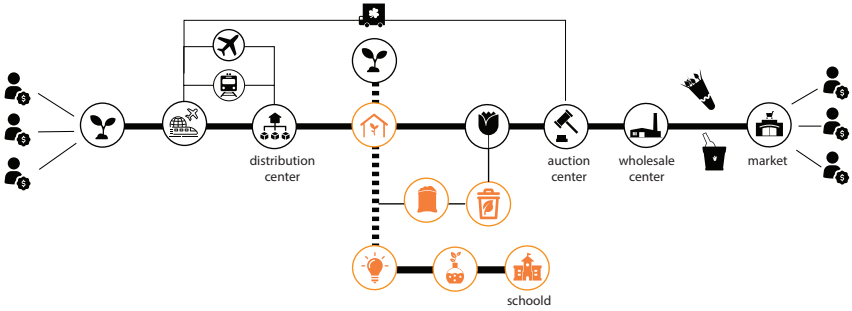 distribution
center
auction
center
wholesale
center
market
schoold